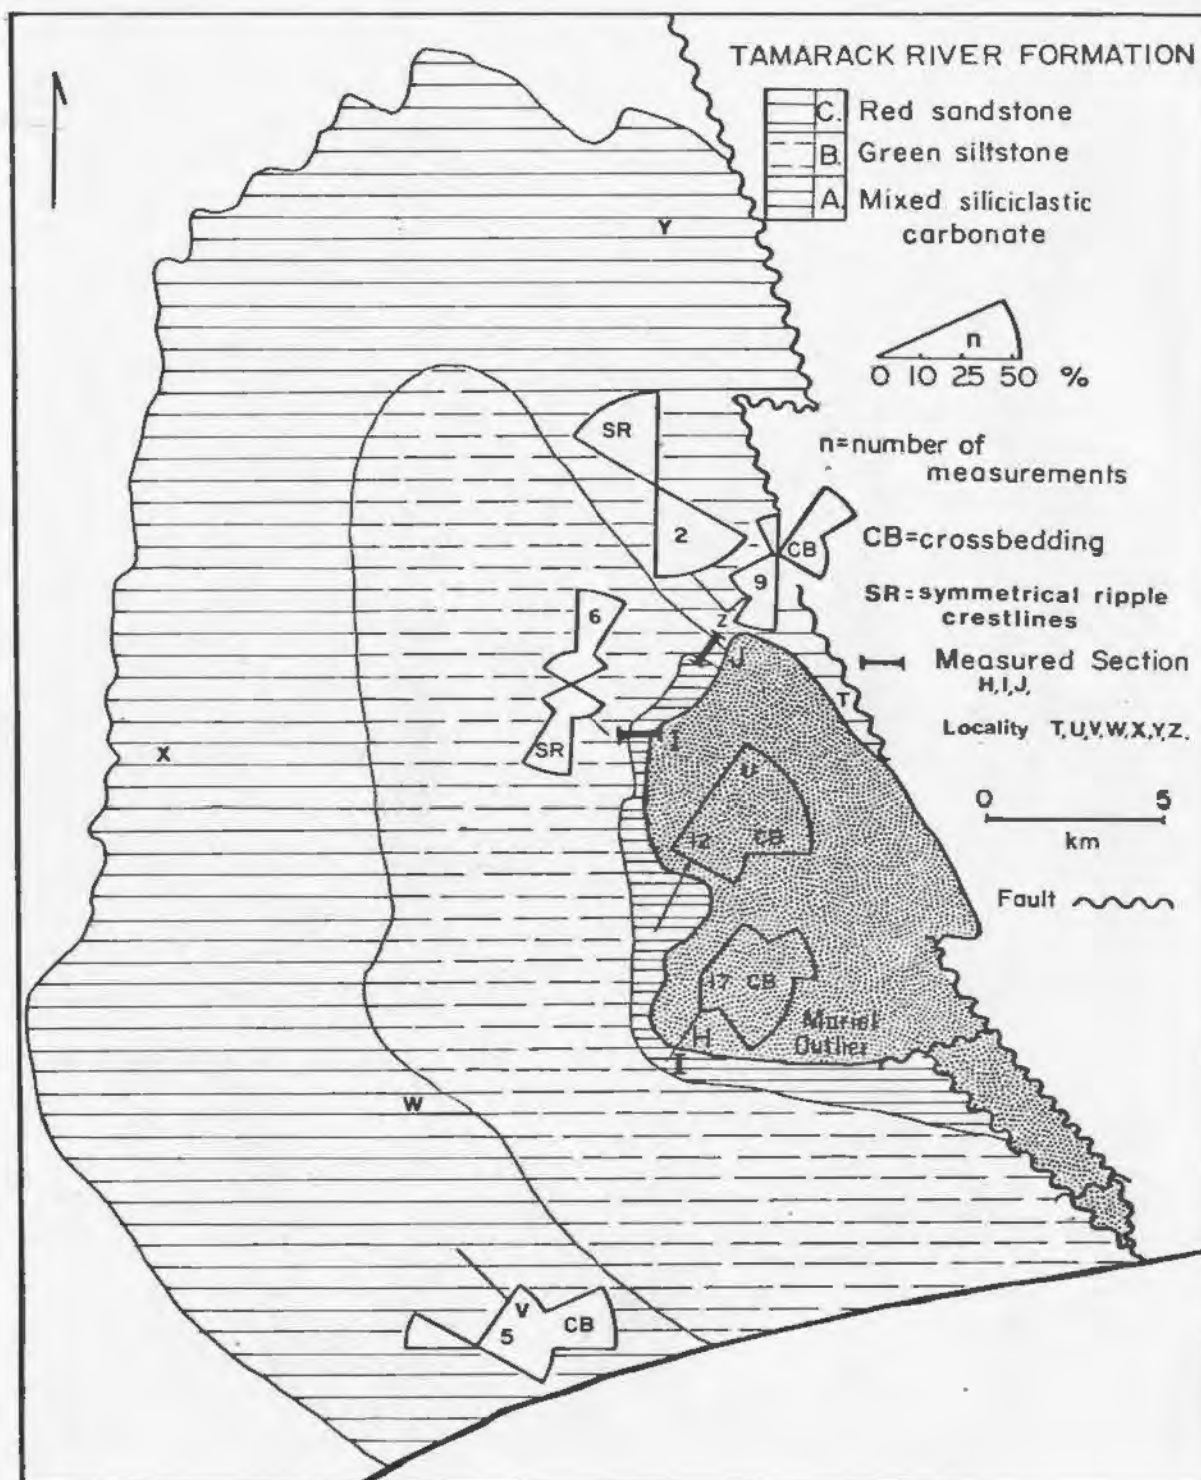 TAMARACK RIVER FORMATION
C. Red sandstone
B. Green siltstone
A. Mixed siliciclastic
carbonate
Y
n
0 10 25 50 %
SR
n=number of
measurements
2
CB
CB=crossbedding
9
6
SR=symmetrical ripple
crestlines
Z
J
Measured Section
H,I,J,
T
SR
I
Locality T,U,V,W,X,Y,Z.
X
U
0 5
km
12 CB
Fault
17 CB
H
Muriel
Outlier
W
V
5 CB